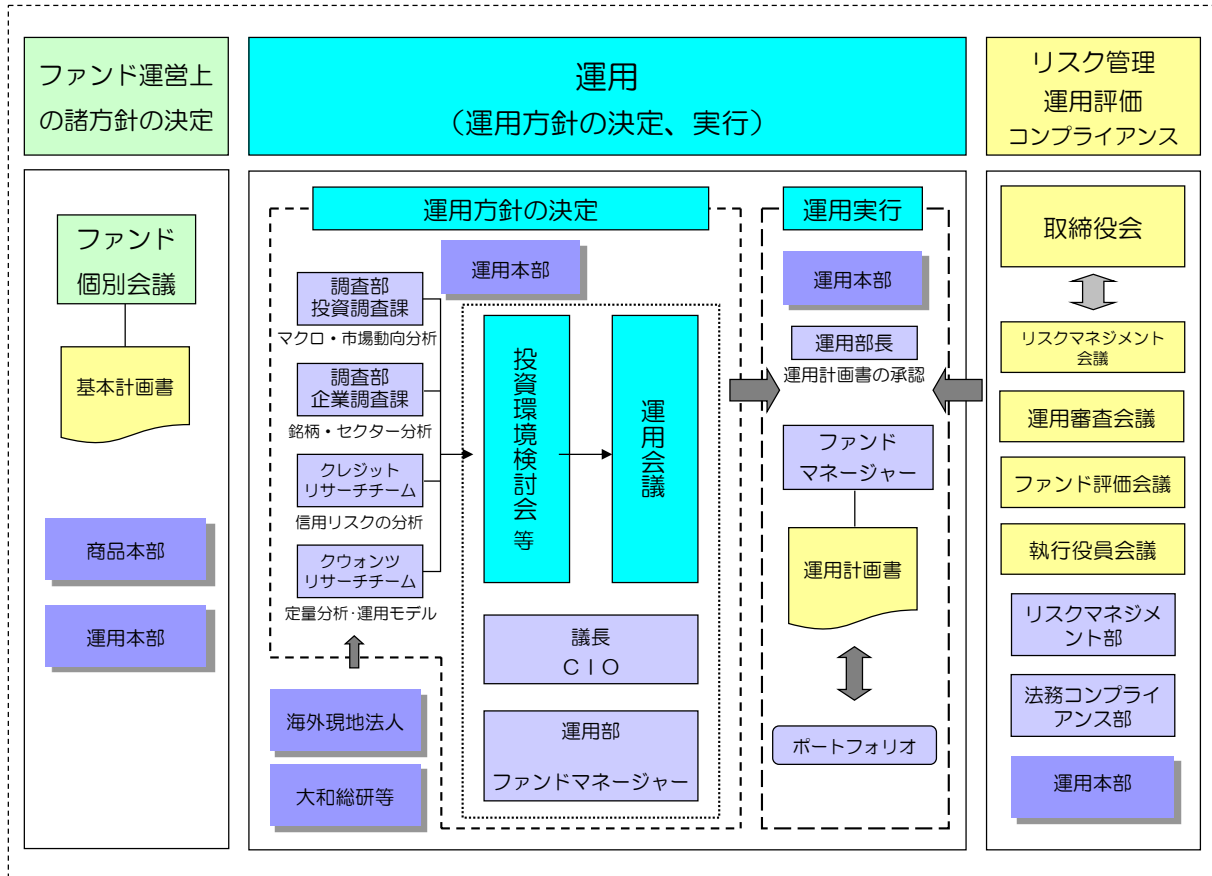 ファンド運営上
の諸方針の決定
運用
（運用方針の決定、実行）
リスク管理
運用評価
コンプライアンス
ファンド
個別会議
基本計画書
商品本部
運用本部
運用方針の決定
運用本部
調査部
投資調査課
マクロ・市場動向分析
調査部
企業調査課
銘柄・セクター分析
クレジット
リサーチチーム
信用リスクの分析
クウォンツ
リサーチチーム
定量分析･運用モデル
海外現地法人
大和総研等
投資環境検討会等
運用会議
議長
ＣＩＯ
運用部
ファンドマネージャー
運用実行
運用本部
運用部長
運用計画書の承認
ファンド
マネージャー
運用計画書
ポートフォリオ
取締役会
リスクマネジメント
会議
運用審査会議
ファンド評価会議
執行役員会議
リスクマネジメ
ント部
法務コンプライ
アンス部
運用本部